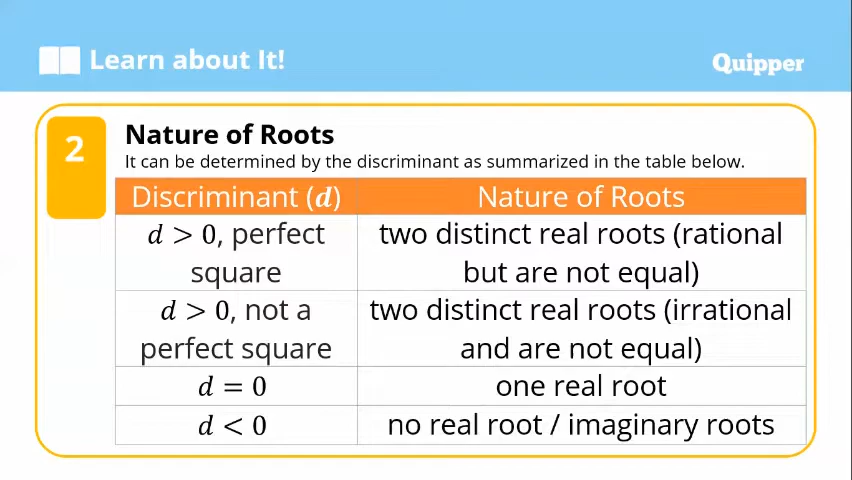 Learn about It!
Quipper
2
Nature of Roots
It can be determined by the discriminant as summarized in the table below.
Discriminant (d)
Nature of Roots
d > 0, perfect
square
two distinct real roots (rational
but are not equal)
d > 0, not a
perfect square
two distinct real roots (irrational
and are not equal)
d = 0
one real root
d < 0
no real root / imaginary roots